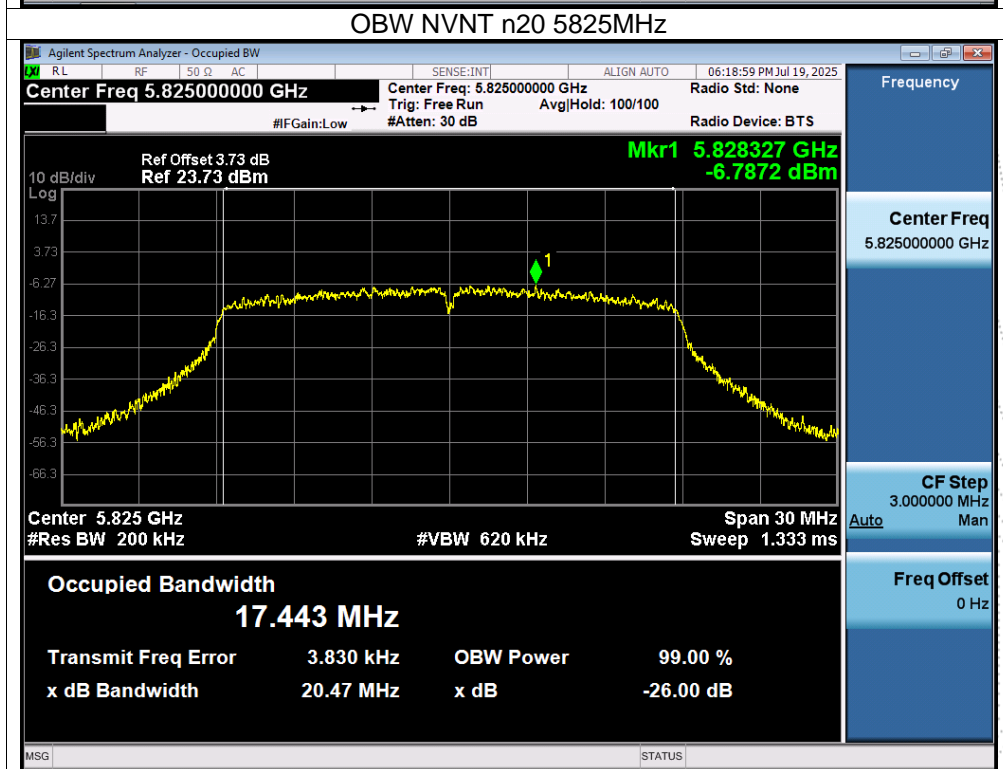 OBW NVNT n20 5825MHz
Agilent Spectrum Analyzer - Occupied BW
LXI RL RF 50 Ω AC SENSE:INT ALIGN AUTO 06:18:59 PM Jul 19, 2025
Center Freq 5.825000000 GHz
Center Freq: 5.825000000 GHz Radio Std: None
Trig: Free Run Avg|Hold: 100/100
#IFGain:Low #Atten: 30 dB Radio Device: BTS
Mkr1 5.828327 GHz
-6.7872 dBm
Ref Offset 3.73 dB
10 dB/div Ref 23.73 dBm
Log
13.7
3.73
-6.27
-16.3
-26.3
-36.3
-46.3
-56.3
-66.3
1
Center 5.825 GHz Span 30 MHz
#Res BW 200 kHz #VBW 620 kHz Sweep 1.333 ms
Occupied Bandwidth
17.443 MHz
Transmit Freq Error 3.830 kHz OBW Power 99.00 %
x dB Bandwidth 20.47 MHz x dB -26.00 dB
Frequency
Center Freq
5.825000000 GHz
CF Step
3.000000 MHz
Auto Man
Freq Offset
0 Hz
MSG STATUS